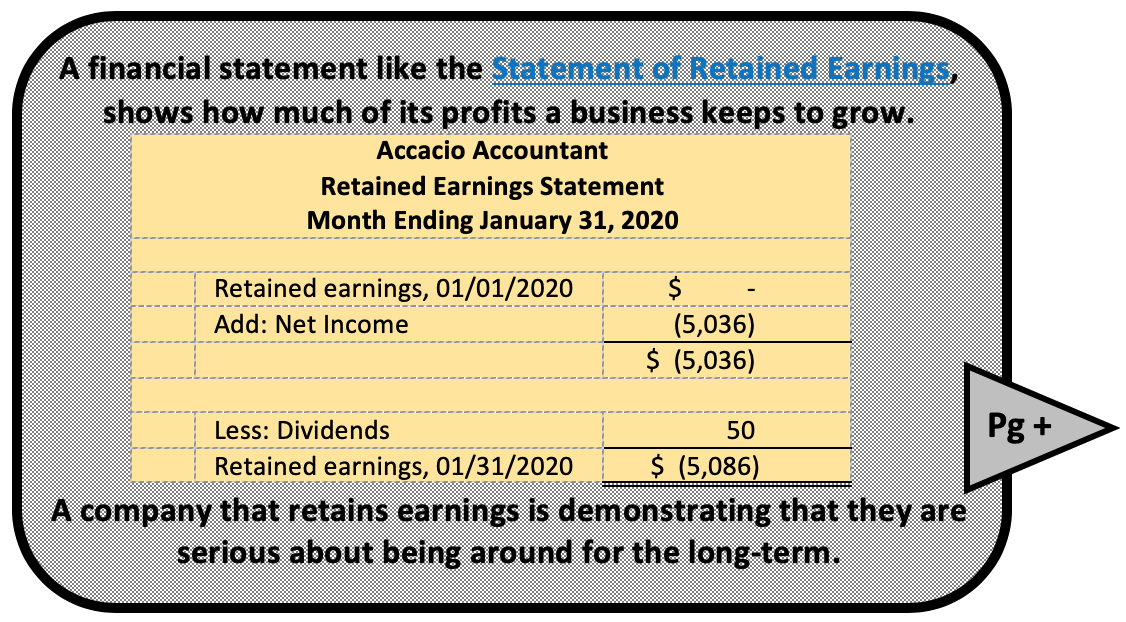 A financial statement like the Statement of Retained Earnings,
shows how much of its profits a business keeps to grow.
Accacio Accountant
Retained Earnings Statement
Month Ending January 31, 2020
Retained earnings, 01/01/2020 $ -
Add: Net Income (5,036)
$ (5,036)
Less: Dividends 50
Retained earnings, 01/31/2020 $ (5,086)
Pg +
A company that retains earnings is demonstrating that they are
serious about being around for the long-term.